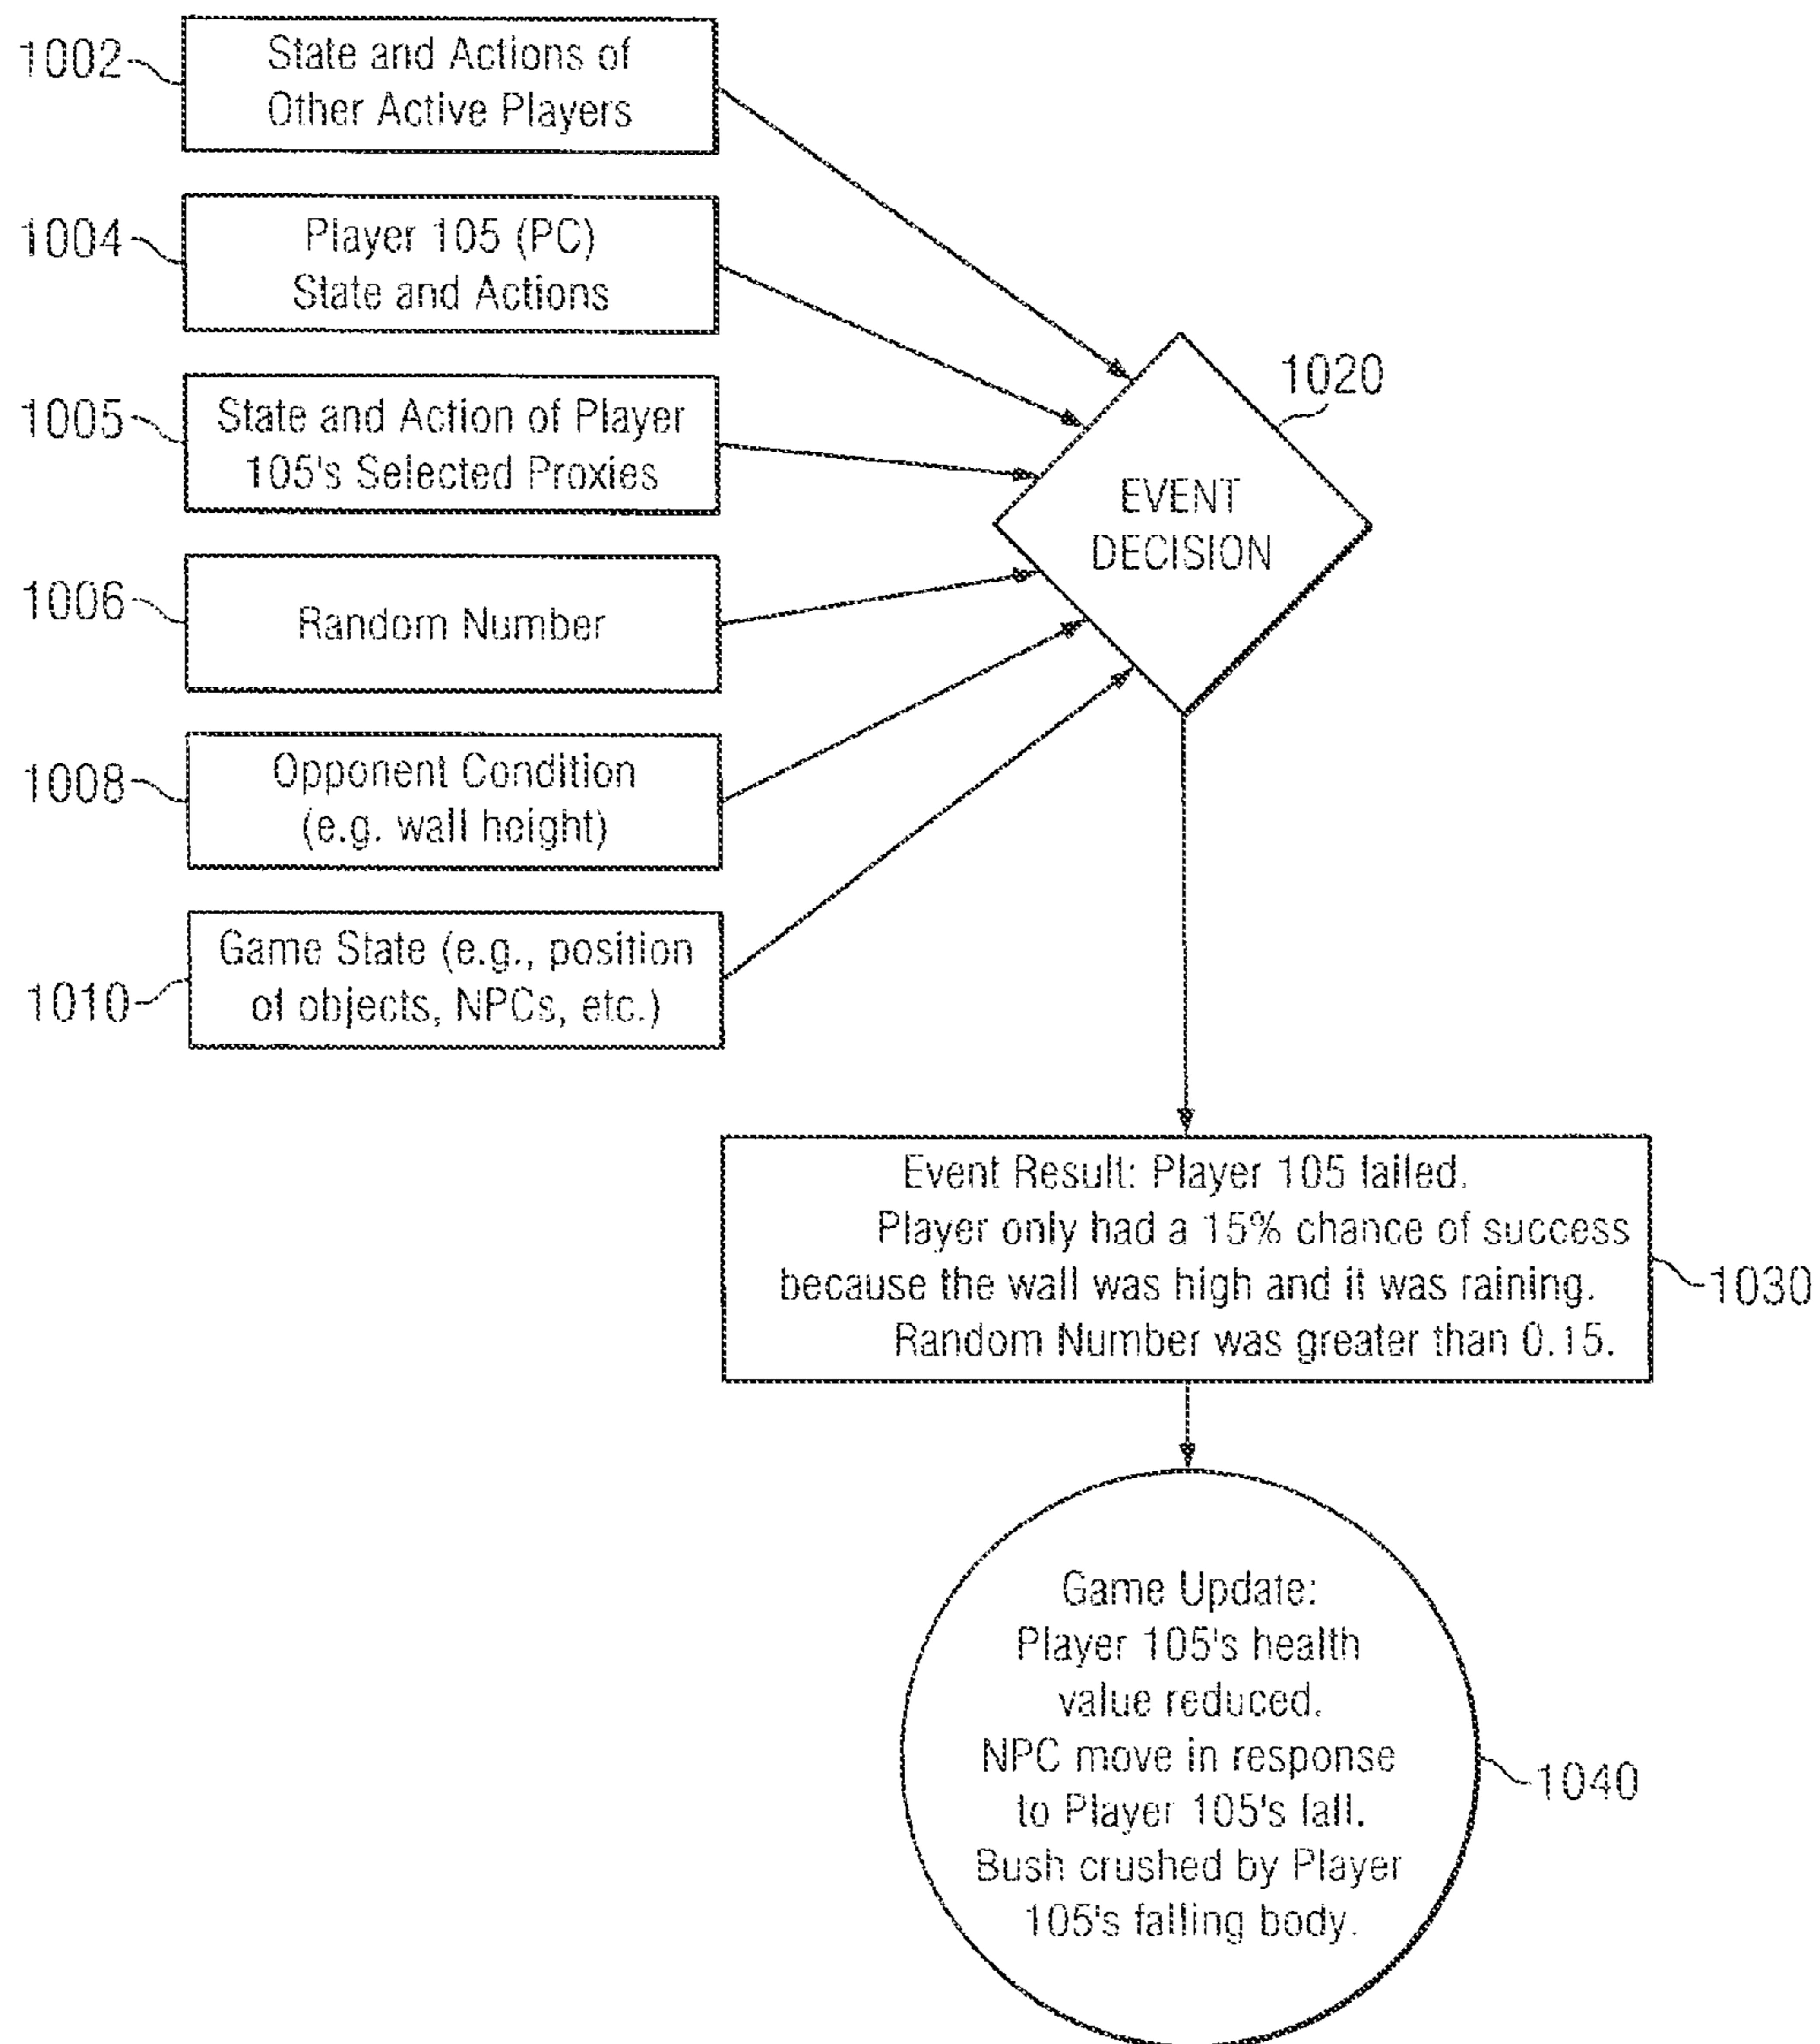 1002
State and Actions of
Other Active Players
1004
Player 105 (PC)
State and Actions
1005
State and Action of Player
105's Selected Proxies
1006
Random Number
1008
Opponent Condition
(e.g. wall height)
1010
Game State (e.g., position
of objects, NPCs, etc.)
1020
EVENT
DECISION
Event Result: Player 105 failed.
Player only had a 15% chance of success
because the wall was high and it was raining.
Random Number was greater than 0.15.
1030
Game Update:
Player 105's health
value reduced.
NPC move in response
to Player 105's fall.
Bush crushed by Player
105's falling body.
1040